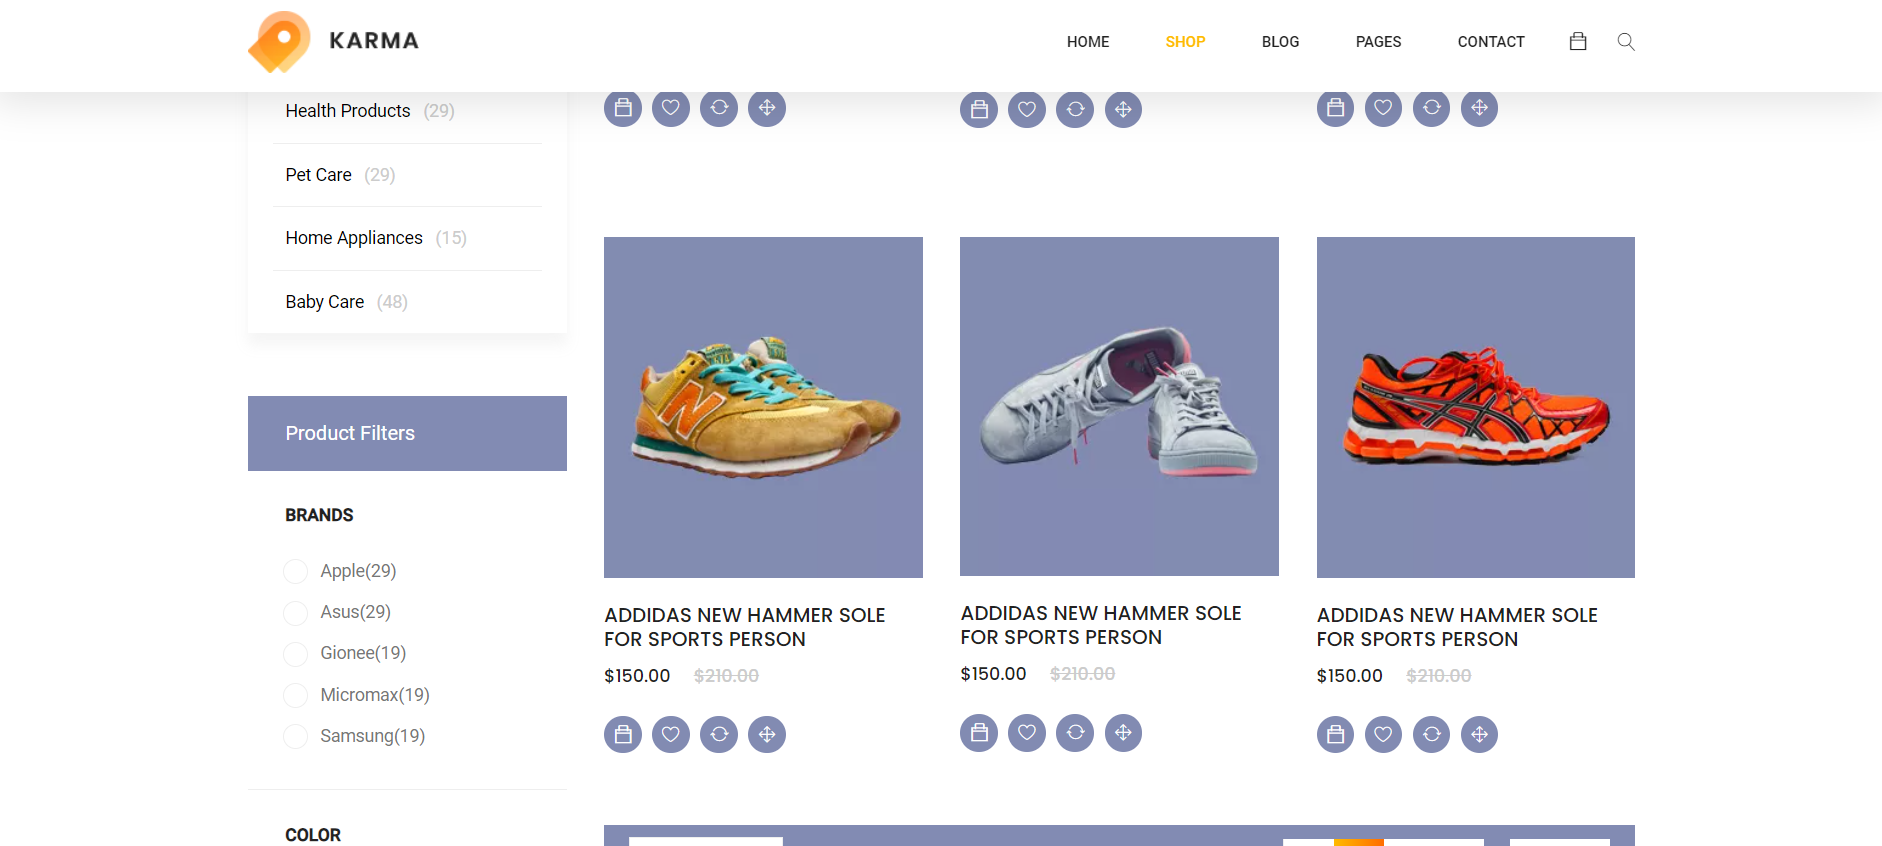 KARMA
HOME SHOP BLOG PAGES CONTACT
Health Products (29)
Pet Care (29)
Home Appliances (15)
Baby Care (48)
Product Filters
BRANDS
Apple(29)
Asus(29)
Gionee(19)
Micromax(19)
Samsung(19)
COLOR
ADDIDAS NEW HAMMER SOLE
FOR SPORTS PERSON
$150.00 $210.00
ADDIDAS NEW HAMMER SOLE
FOR SPORTS PERSON
$150.00 $210.00
ADDIDAS NEW HAMMER SOLE
FOR SPORTS PERSON
$150.00 $210.00